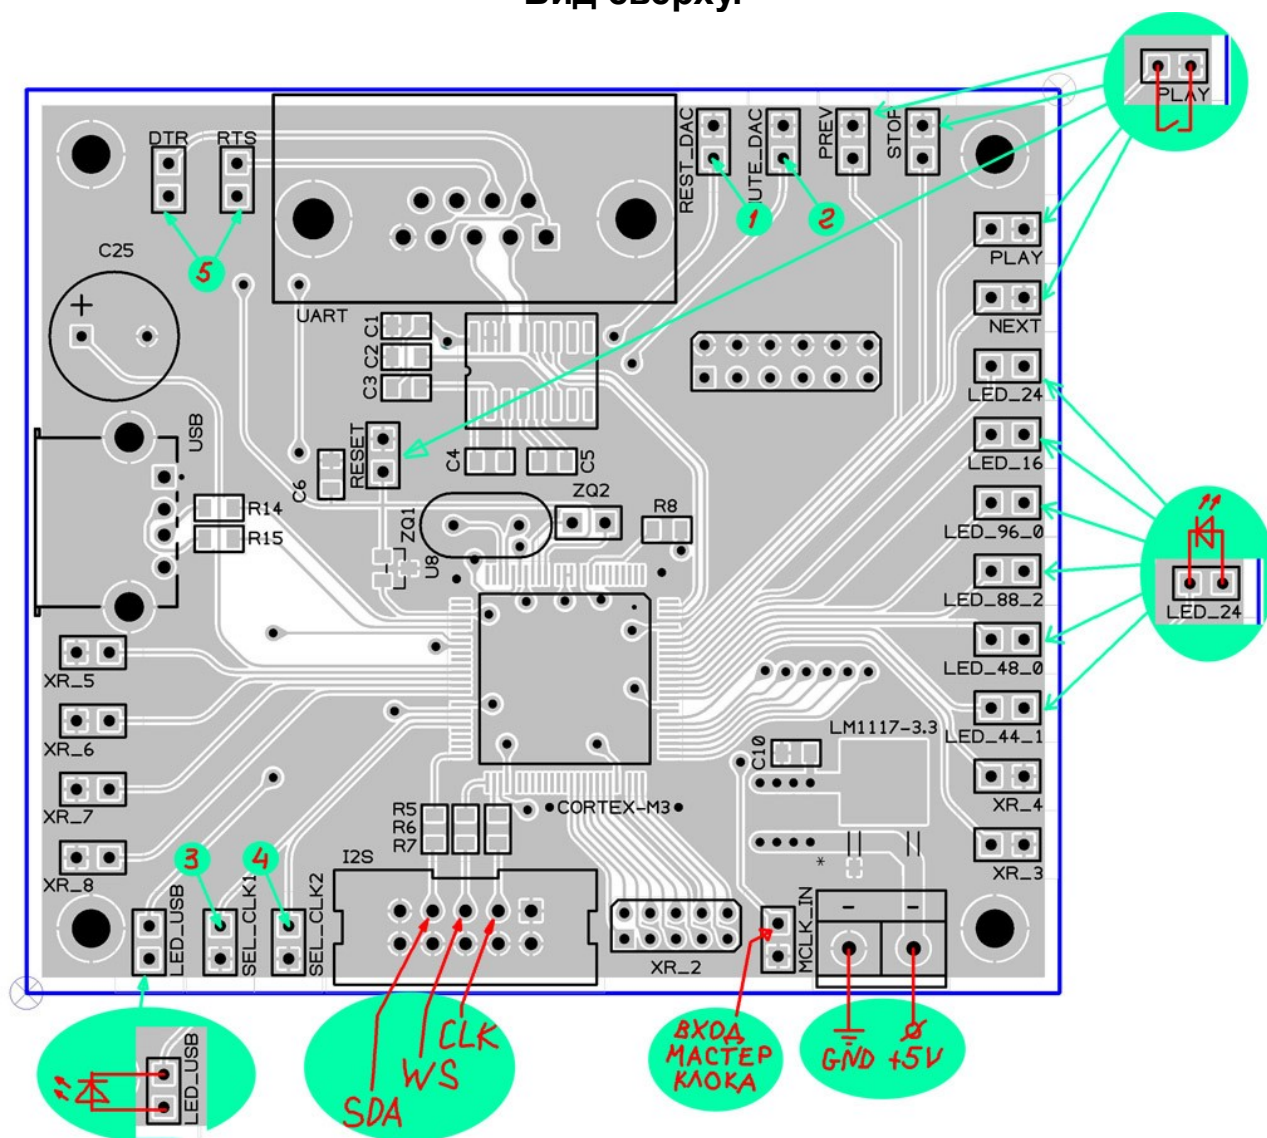 Вид сверху.
PLAY
DTR
RTS
REST_DAC
UTE_DAC
PREV
STOP
1
2
5
C25
+
PLAY
UART
NEXT
C1
C2
C3
LED_24
USB
RESET
C4
C5
LED_16
C6
ZQ1
ZQ2
R8
R14
R15
LED_96_0
U8
LED_88_2
LED_24
LED_48_0
XR_5
XR_6
LM1117-3.3
LED_44_1
C10
XR_4
XR_7
CORTEX-M3
R5
R6
R7
XR_3
*
3
4
I2S
XR_8
LED_USB
SEL_CLK1
SEL_CLK2
XR_2
MCLK_IN
- -
LED_USB
SDA
WS
CLK
ВХОД
МАСТЕР
КЛОКА
GND +5V